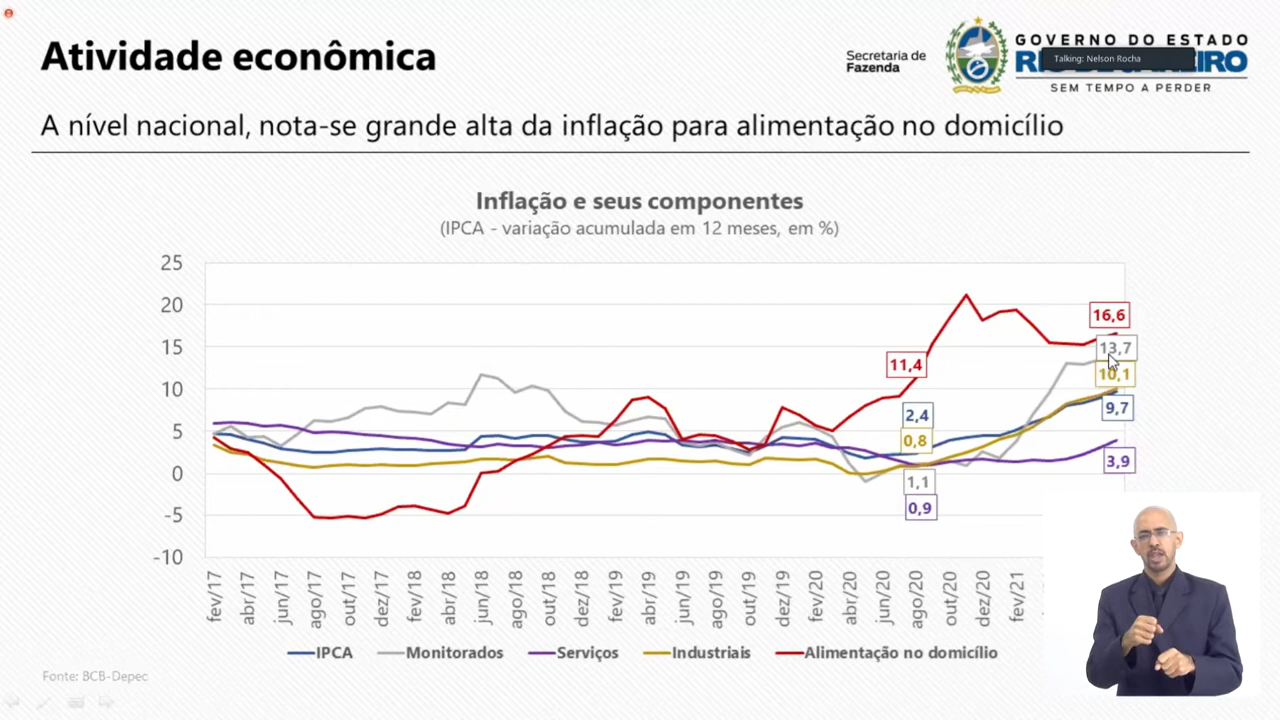 Atividade econômica
Secretaria de
Fazenda
GOVERNO DO ESTADO
Talking: Nelson Rocha
SEM TEMPO A PERDER
A nível nacional, nota-se grande alta da inflação para alimentação no domicílio
Inflação e seus componentes
(IPCA - variação acumulada em 12 meses, em %)
25
20
15
10
5
0
-5
-10
16,6
13,7
11,4
10,1
2,4
9,7
0,8
3,9
1,1
0,9
fev/17
abr/17
jun/17
ago/17
out/17
dez/17
fev/18
abr/18
jun/18
ago/18
out/18
dez/18
fev/19
abr/19
jun/19
ago/19
out/19
dez/19
fev/20
abr/20
jun/20
ago/20
out/20
dez/20
fev/21
IPCA
Monitorados
Serviços
Industriais
Alimentação no domicílio
Fonte: BCB-Depec